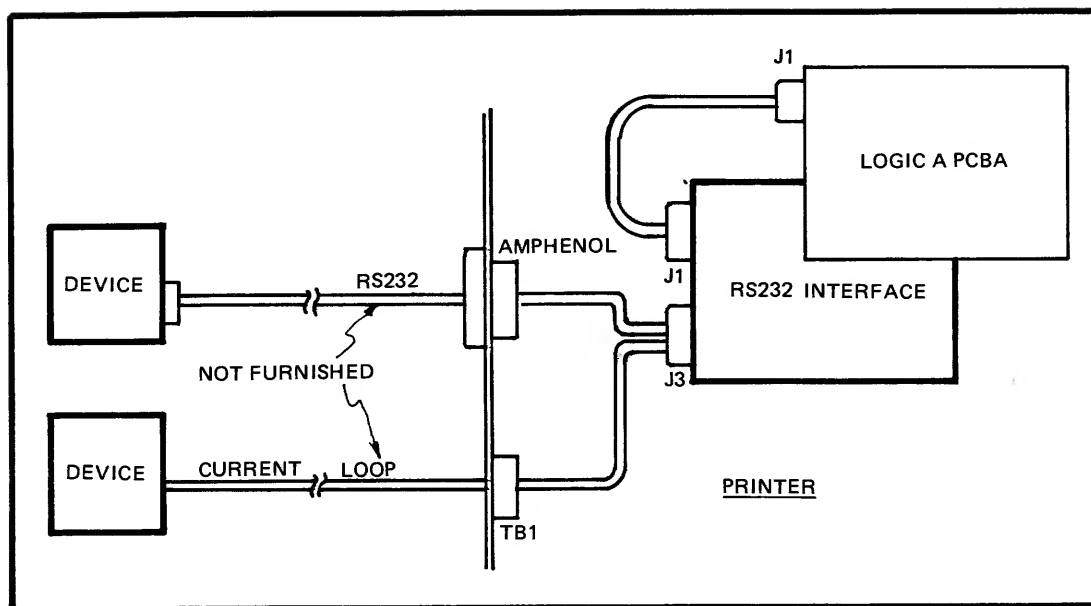 J1
LOGIC A PCBA
AMPHENOL
DEVICE
RS232
J1
RS232 INTERFACE
NOT FURNISHED
J3
DEVICE
CURRENT LOOP
PRINTER
TB1